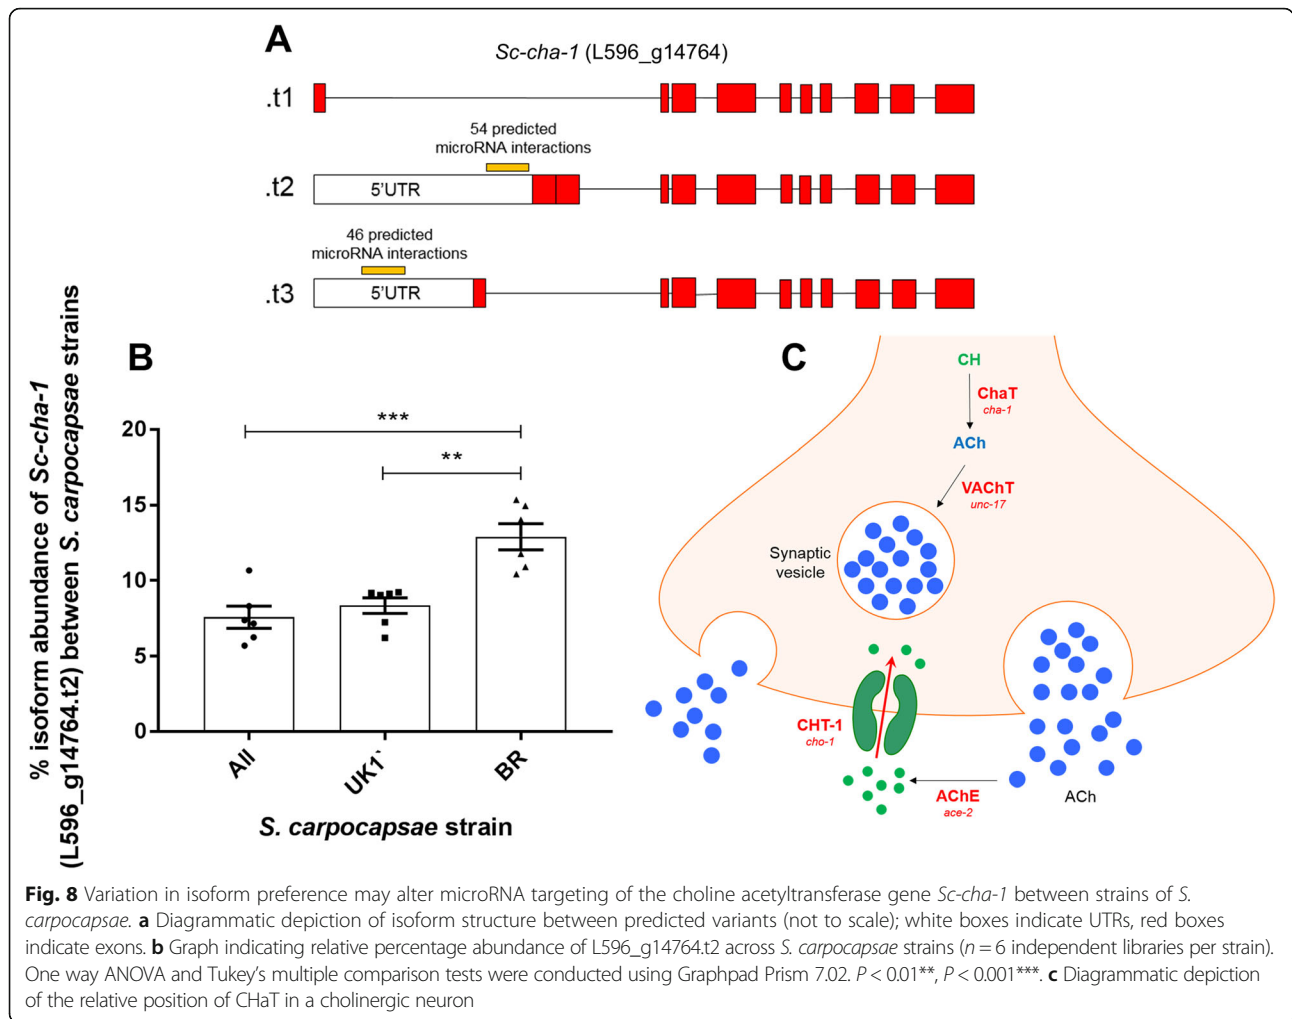 A
Sc-cha-1 (L596_g14764)
.t1
54 predicted
microRNA interactions
.t2
5'UTR
46 predicted
microRNA interactions
.t3
5'UTR
B
% isoform abundance of Sc-cha-1
(L596_g14764.t2) between S. carpocapsae strains
20
15
10
5
0
***
**
All
UK1`
BR
S. carpocapsae strain
C
CH
ChaT
cha-1
ACh
VAChT
unc-17
Synaptic
vesicle
CHT-1
cho-1
AChE
ace-2
ACh
Fig. 8 Variation in isoform preference may alter microRNA targeting of the choline acetyltransferase gene Sc-cha-1 between strains of S.
carpocapsae. a Diagrammatic depiction of isoform structure between predicted variants (not to scale); white boxes indicate UTRs, red boxes
indicate exons. b Graph indicating relative percentage abundance of L596_g14764.t2 across S. carpocapsae strains (n = 6 independent libraries per strain).
One way ANOVA and Tukey's multiple comparison tests were conducted using Graphpad Prism 7.02. P < 0.01**, P < 0.001***. c Diagrammatic depiction
of the relative position of CHaT in a cholinergic neuron